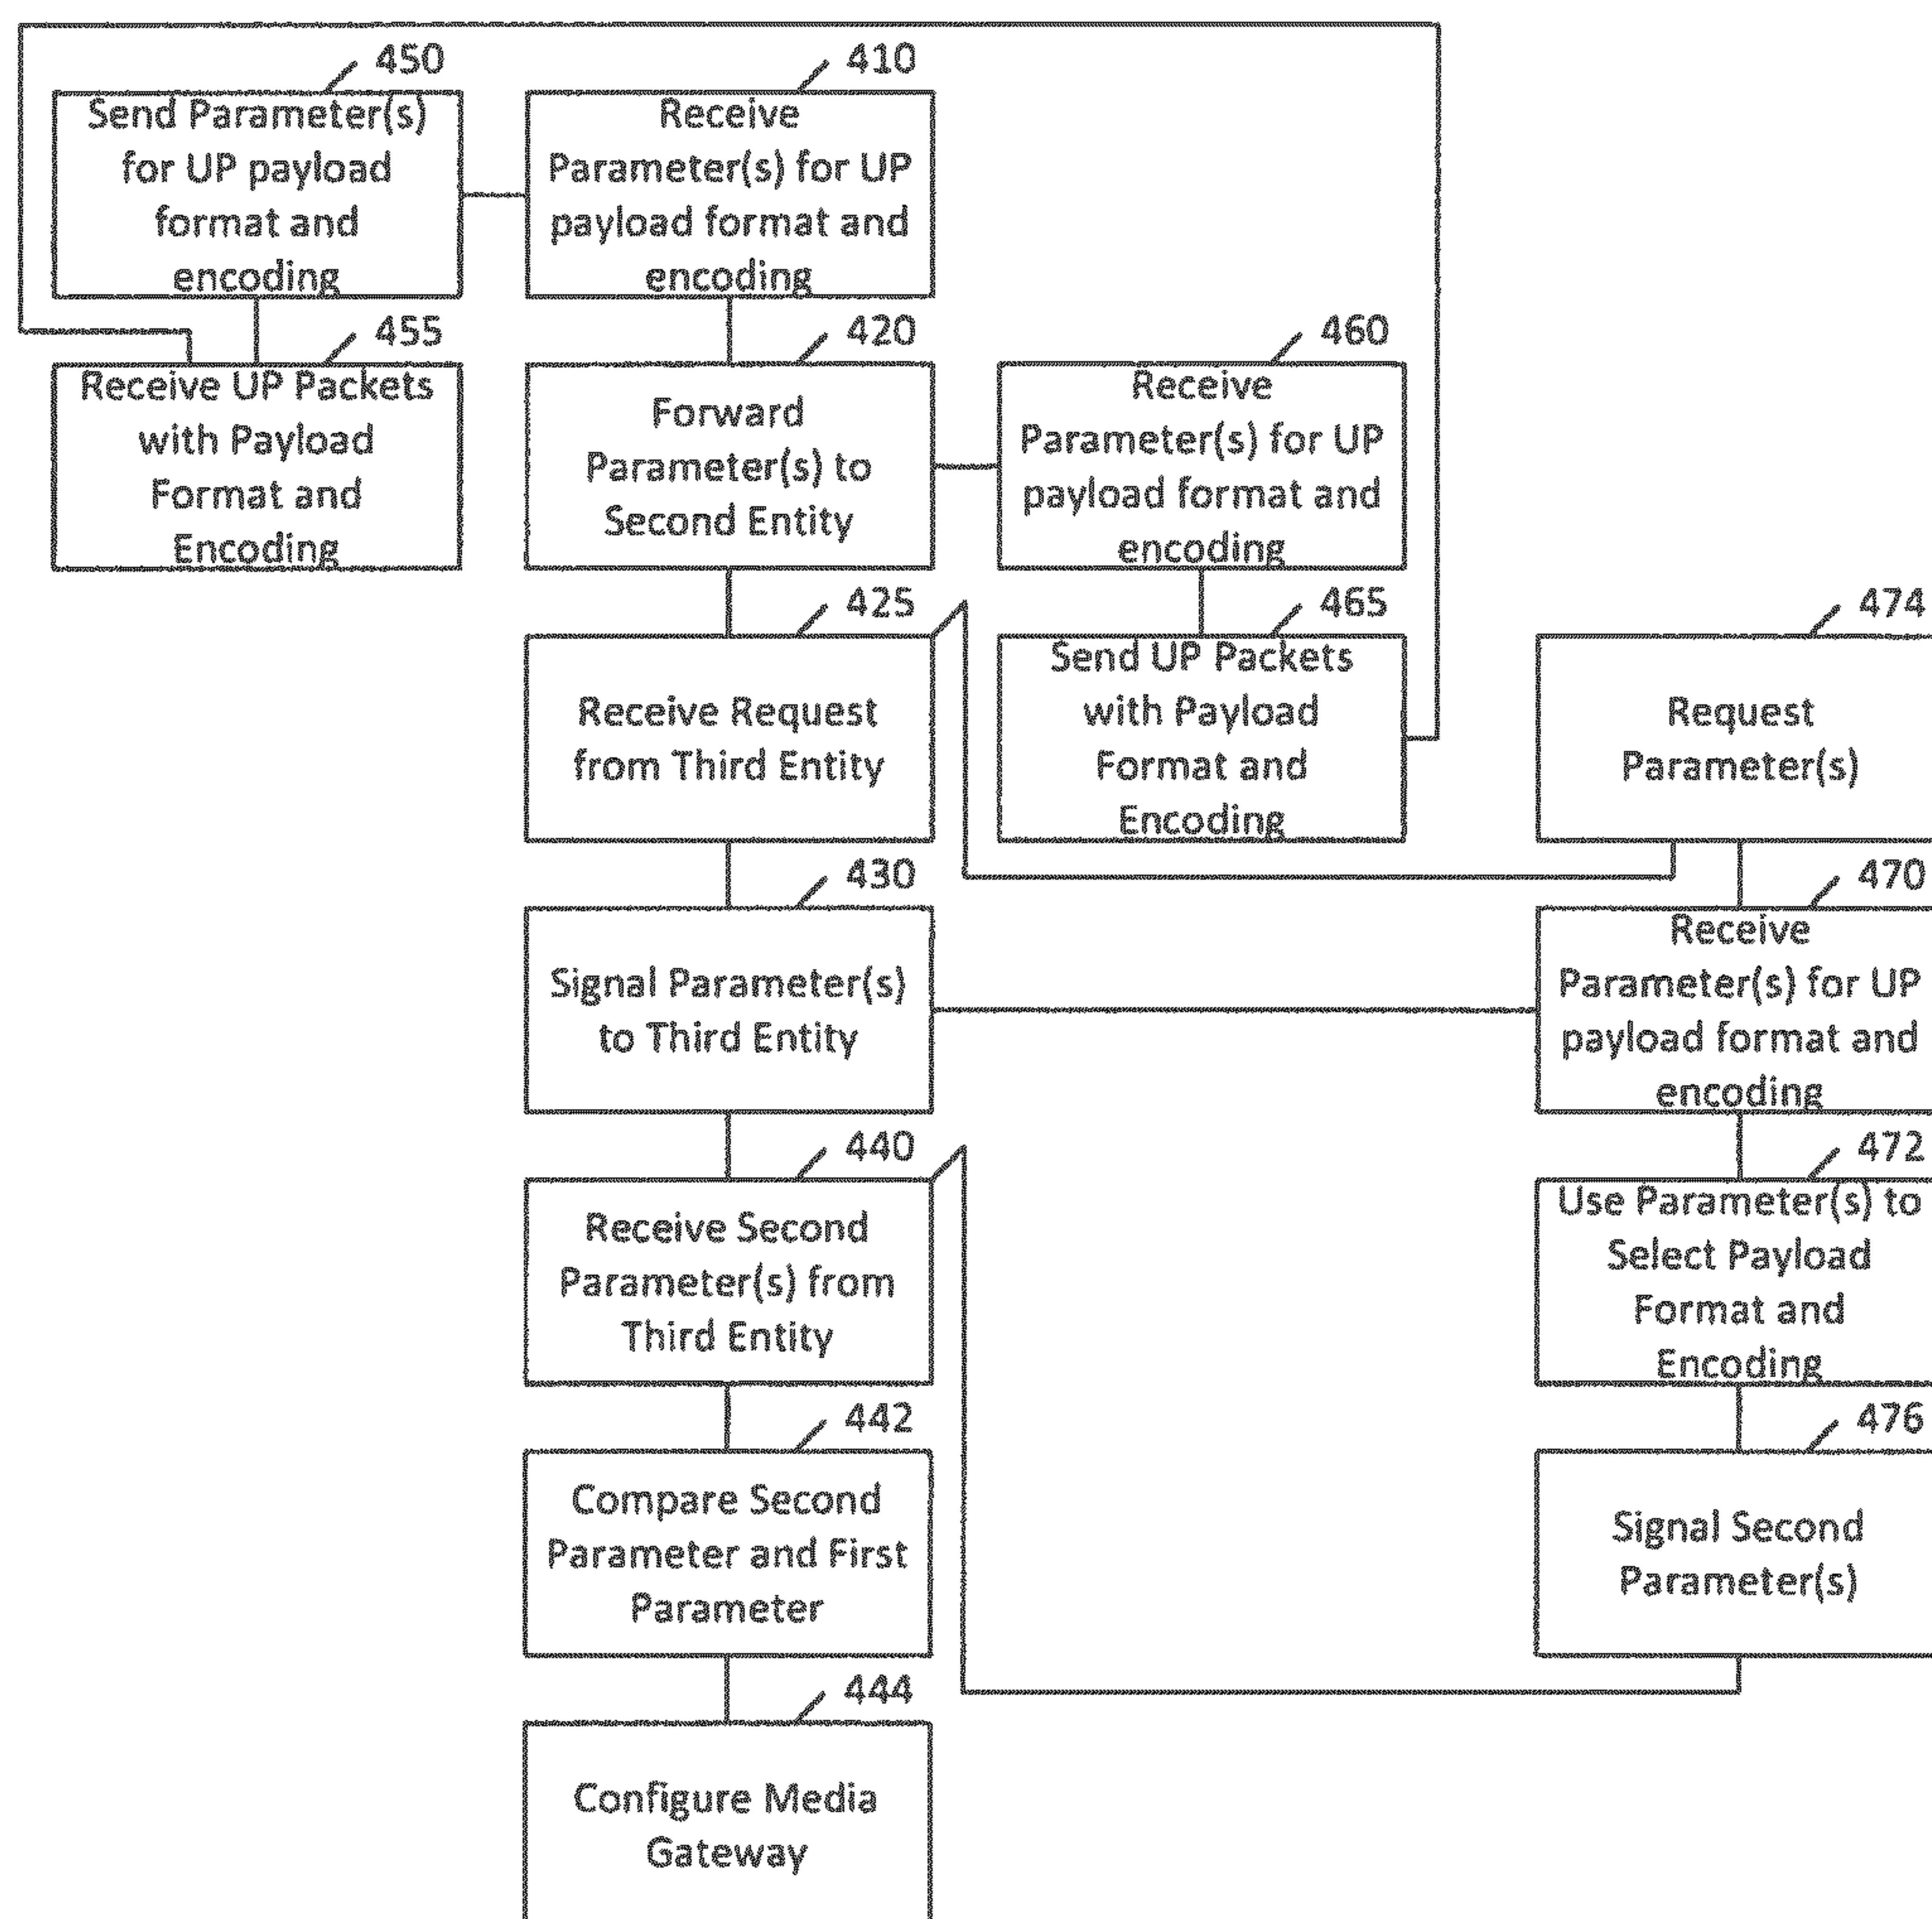 450
Send Parameter(s)
for UP payload
format and
encoding
410
Receive
Parameter(s) for UP
payload format and
encoding
455
Receive UP Packets
with Payload
Format and
Encoding
420
Forward
Parameter(s) to
Second Entity
460
Receive
Parameter(s) for UP
payload format and
encoding
425
Receive Request
from Third Entity
465
Send UP Packets
with Payload
Format and
Encoding
474
Request
Parameter(s)
430
Signal Parameter(s)
to Third Entity
470
Receive
Parameter(s) for UP
payload format and
encoding
440
Receive Second
Parameter(s) from
Third Entity
472
Use Parameter(s) to
Select Payload
Format and
Encoding
442
Compare Second
Parameter and First
Parameter
476
Signal Second
Parameter(s)
444
Configure Media
Gateway